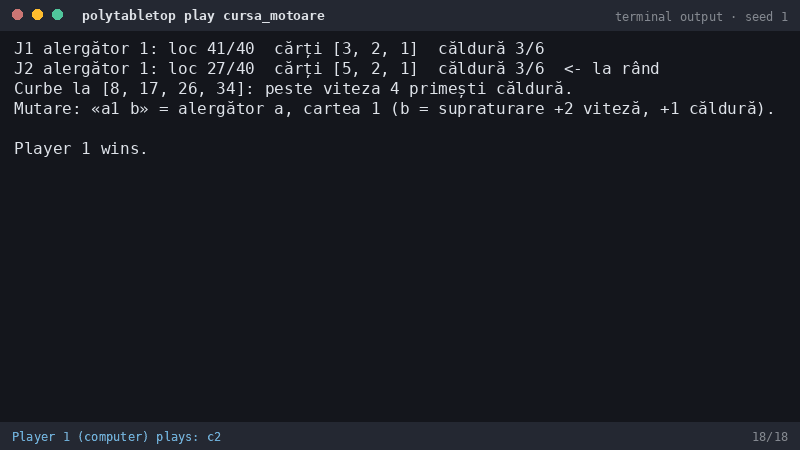 polytabletop play cursa_motoare
terminal output · seed 1
J1 alergător 1: loc 41/40  cărți [3, 2, 1]  căldură 3/6
J2 alergător 1: loc 27/40  cărți [5, 2, 1]  căldură 3/6  <- la rând
Curbe la [8, 17, 26, 34]: peste viteza 4 primești căldură.
Mutare: «a1 b» = alergător a, cartea 1 (b = supraturare +2 viteză, +1 căldură).
Player 1 wins.
Player 1 (computer) plays: c2
18/18